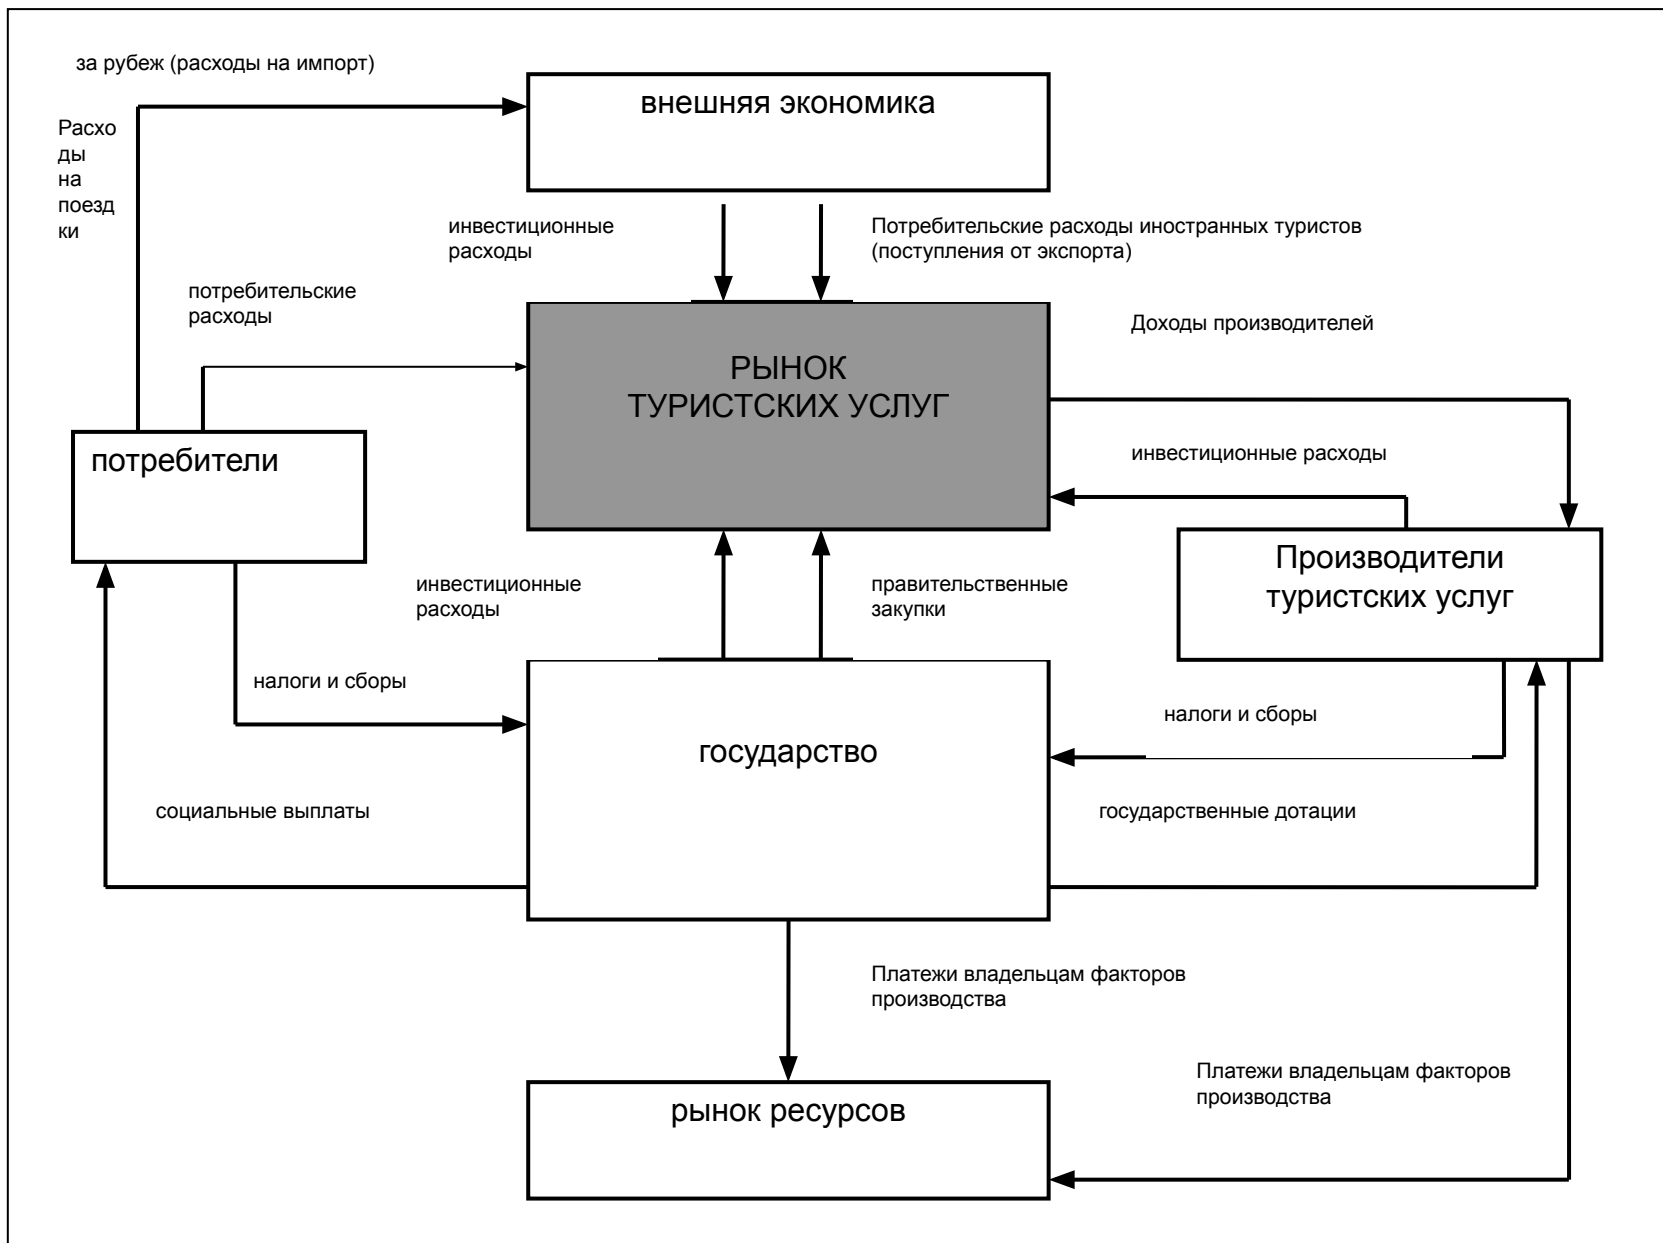 за рубеж (расходы на импорт)
внешняя экономика
Расхо
ды
на
поезд
ки
инвестиционные
расходы
Потребительские расходы иностранных туристов
(поступления от экспорта)
потребительские
расходы
Доходы производителей
РЫНОК
ТУРИСТСКИХ УСЛУГ
потребители
инвестиционные расходы
Производители
туристских услуг
инвестиционные
расходы
правительственные
закупки
налоги и сборы
налоги и сборы
государство
социальные выплаты
государственные дотации
Платежи владельцам факторов
производства
Платежи владельцам факторов
производства
рынок ресурсов